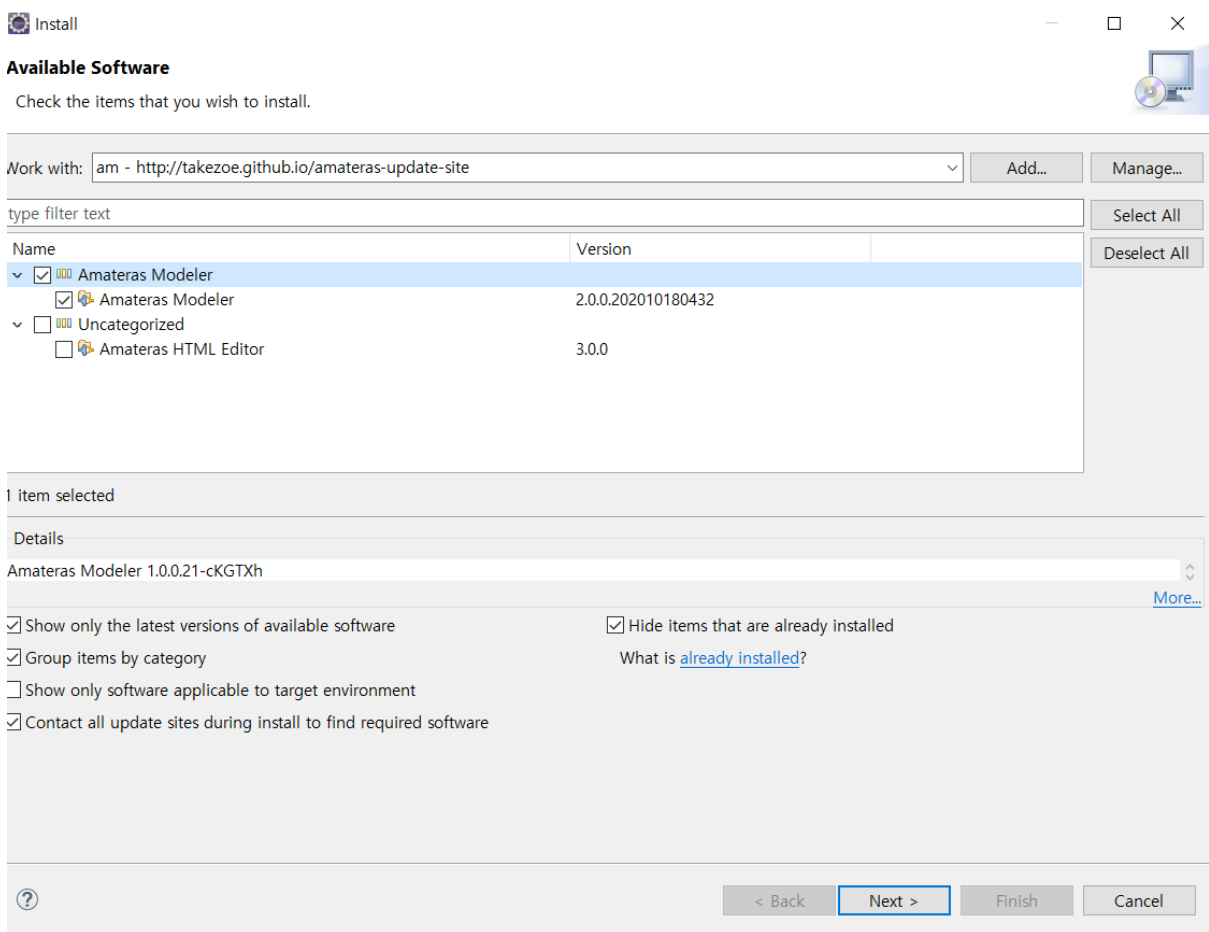 Install
Available Software
Check the items that you wish to install.
Work with: am - http://takezoe.github.io/amateras-update-site Add... Manage...
type filter text Select All
Name Version Deselect All
Amateras Modeler
Amateras Modeler 2.0.0.202010180432
Uncategorized
Amateras HTML Editor 3.0.0
1 item selected
Details
Amateras Modeler 1.0.0.21-cKGTXh
More...
Show only the latest versions of available software Hide items that are already installed
Group items by category What is already installed?
Show only software applicable to target environment
Contact all update sites during install to find required software
? < Back Next > Finish Cancel